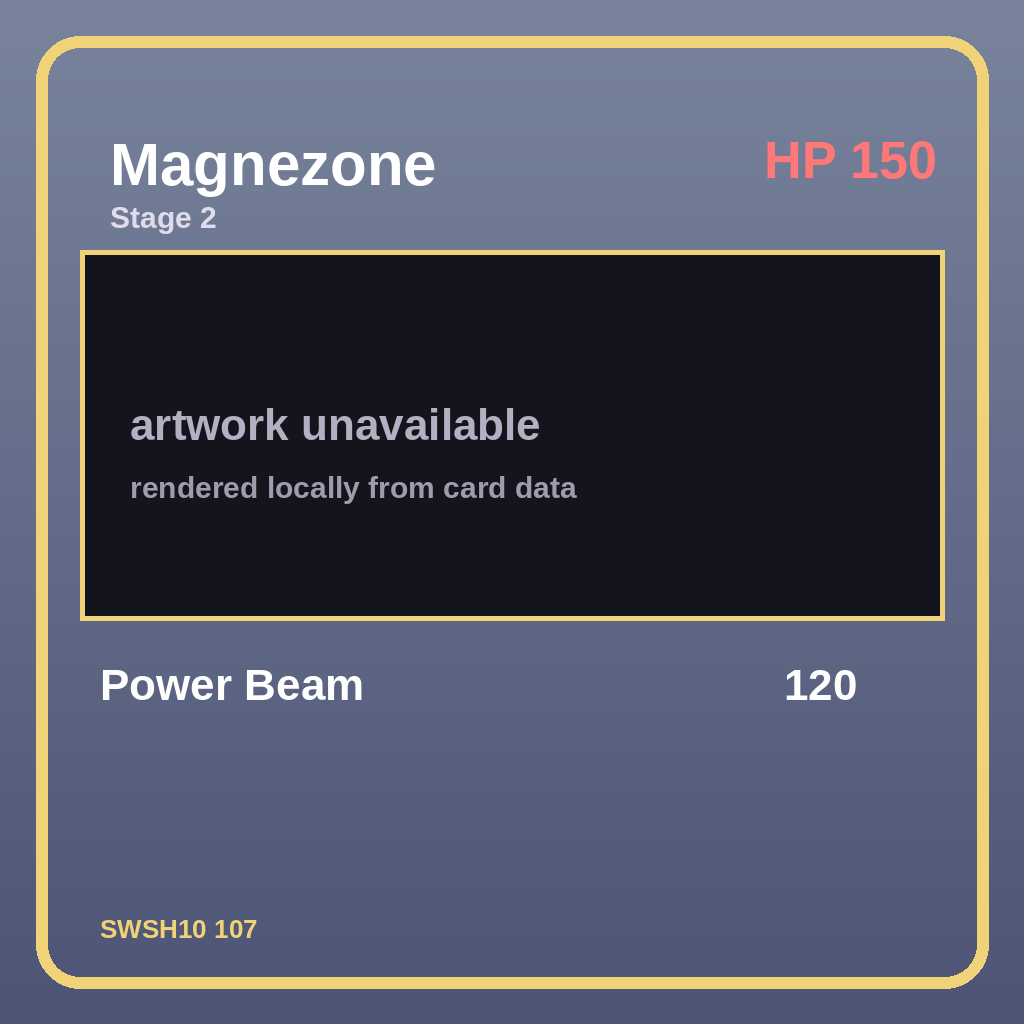 Magnezone
HP 150
Stage 2
artwork unavailable
rendered locally from card data
Power Beam
120
SWSH10 107